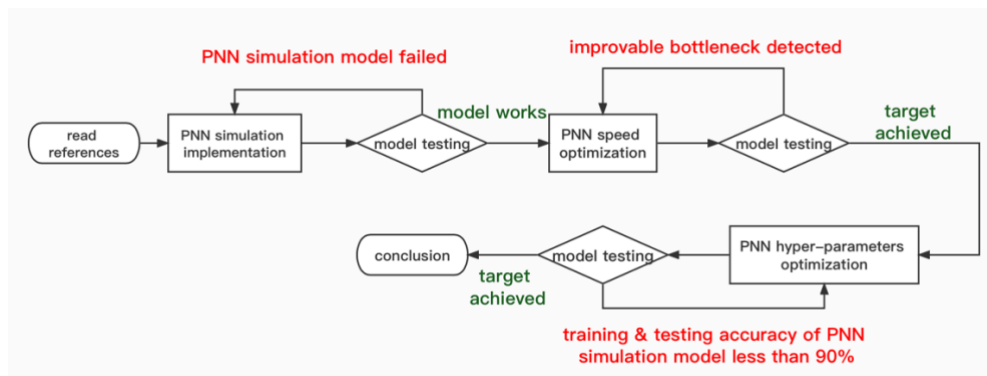 PNN simulation model failed
improvable bottleneck detected
read
references
PNN simulation
implementation
model testing
model works
PNN speed
optimization
model testing
target
achieved
conclusion
target
achieved
model testing
PNN hyper-parameters
optimization
training & testing accuracy of PNN
simulation model less than 90%